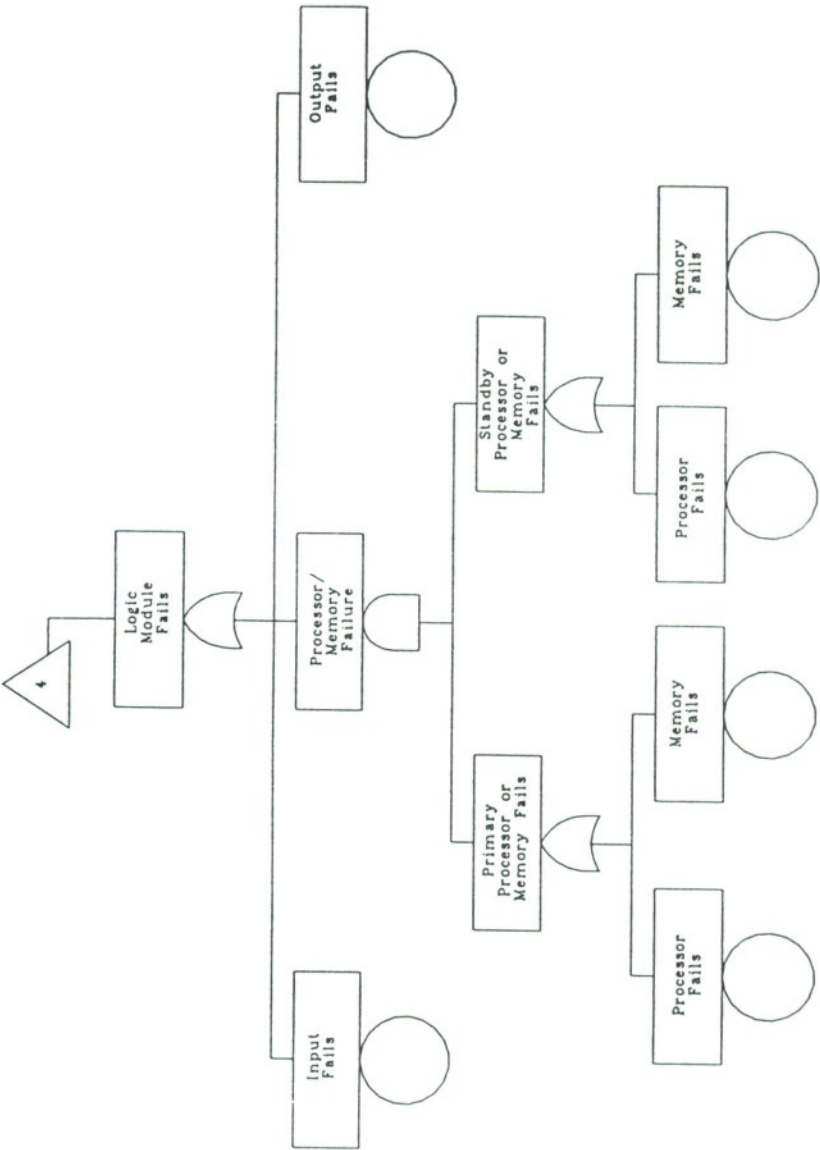 4
Logic
Module
Fails
Input
Fails
Processor/
Memory
Failure
Output
Fails
Primary
Processor or
Memory Fails
Standby
Processor or
Memory
Fails
Processor
Fails
Memory
Fails
Processor
Fails
Memory
Fails